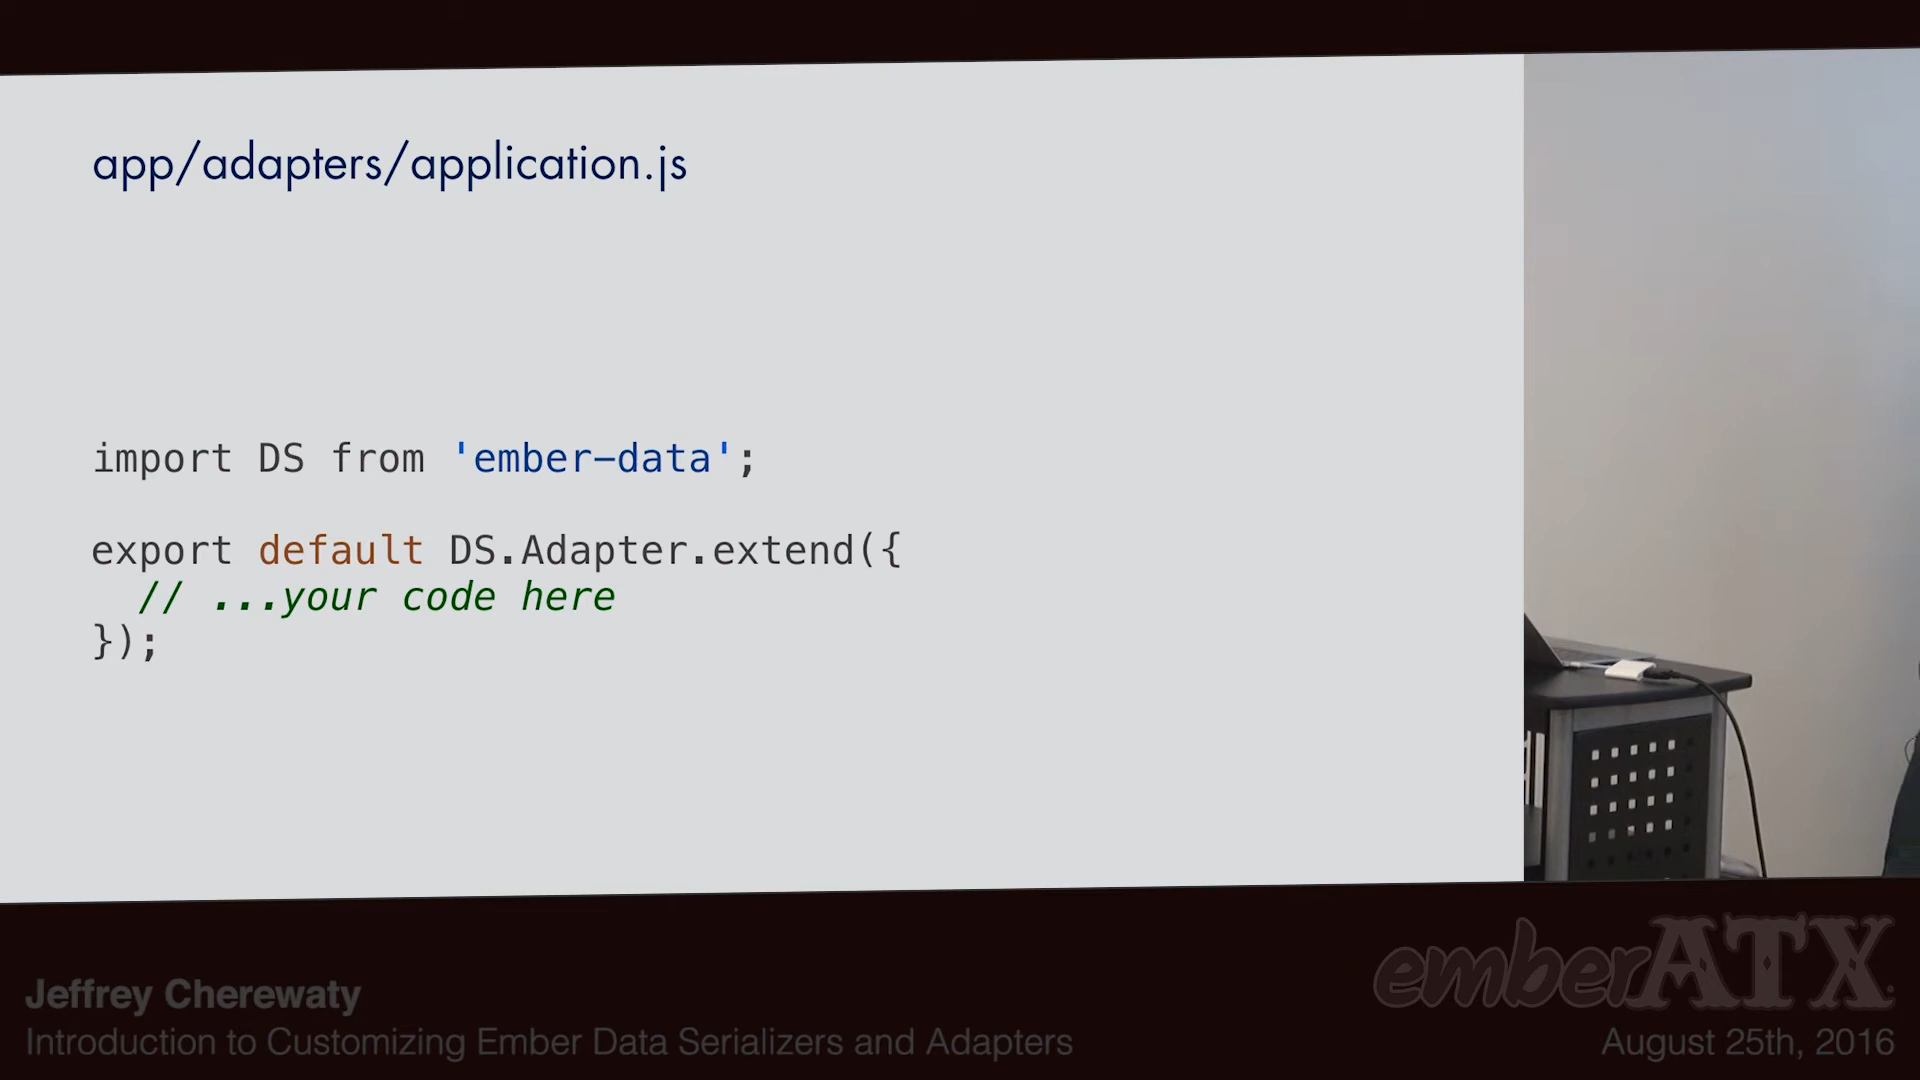 app/adapters/application.js
import DS from 'ember-data';
export default DS.Adapter.extend({
// ...your code here
});
emberATX
Jeffrey Cherewaty
Introduction to Customizing Ember Data Serializers and Adapters
August 25th, 2016